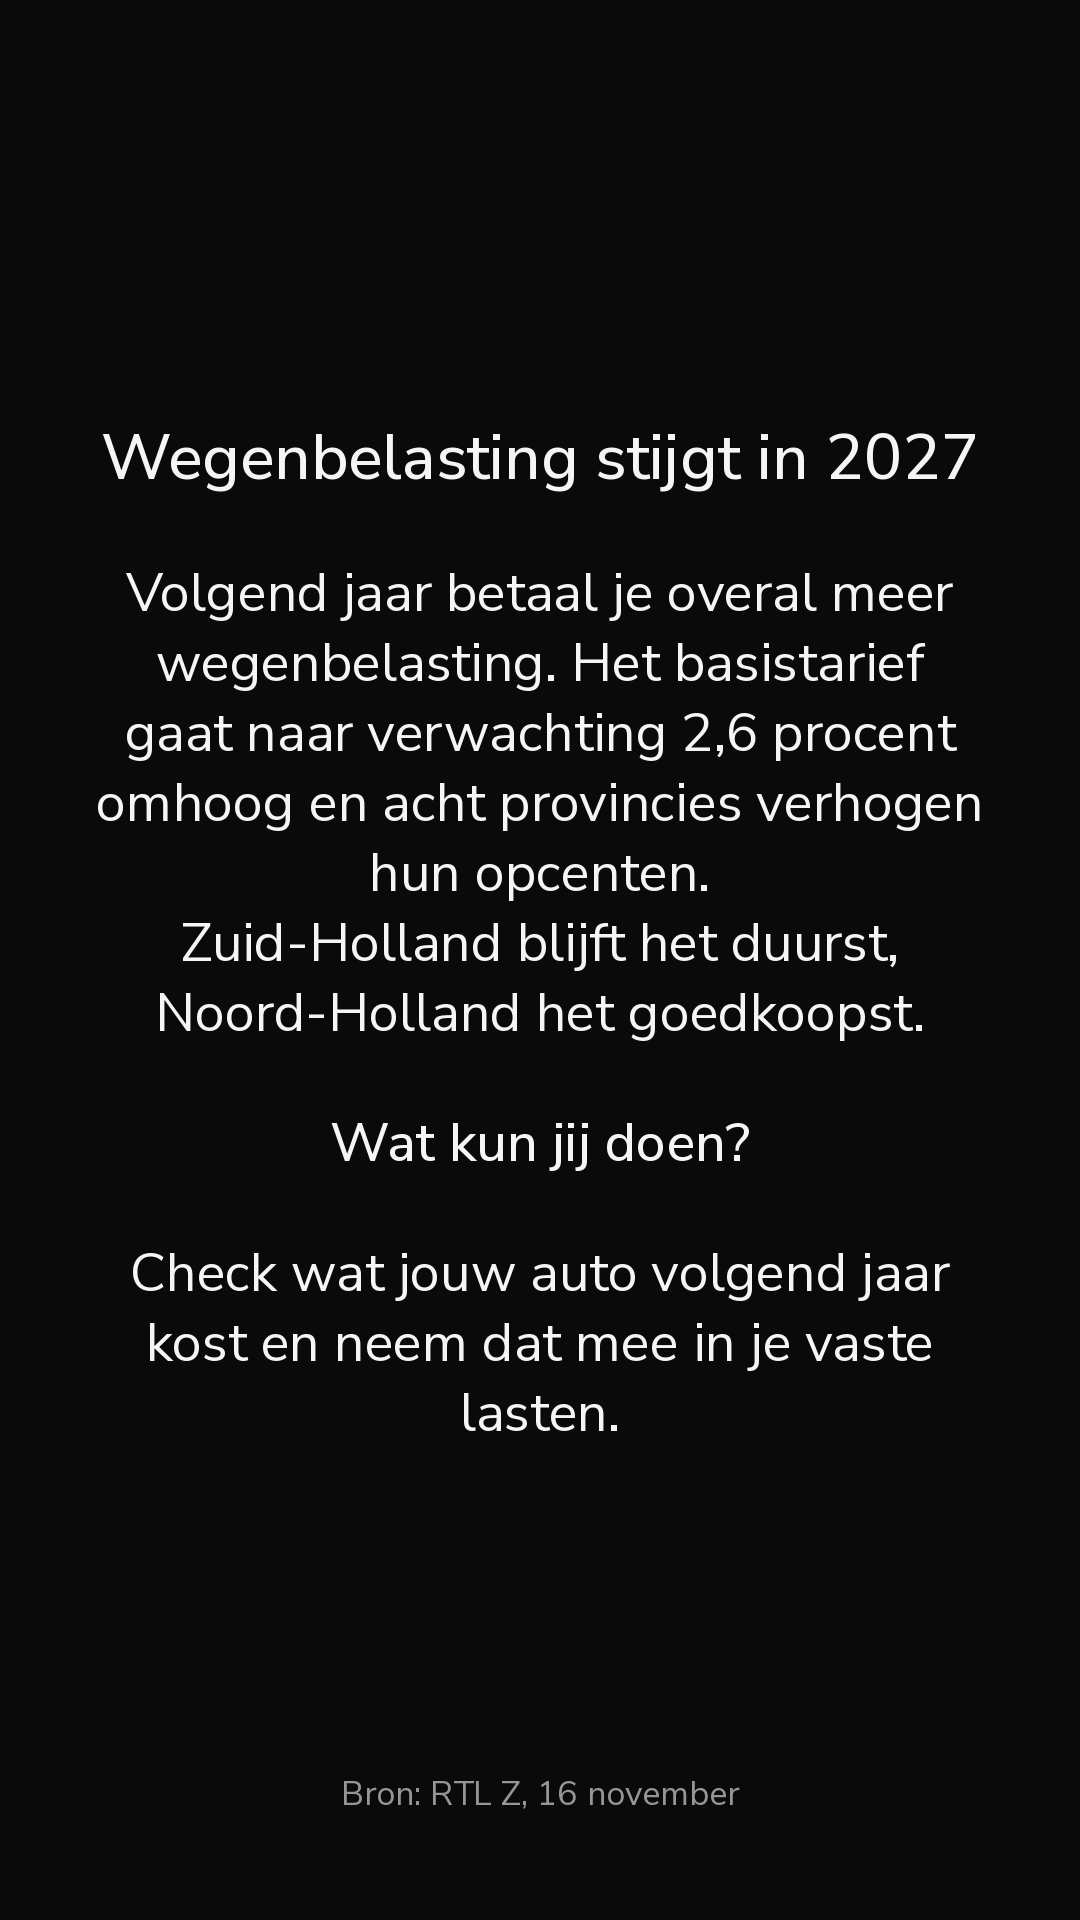 Wegenbelasting stijgt in 2027
Volgend jaar betaal je overal meer
wegenbelasting. Het basistarief
gaat naar verwachting 2,6 procent
omhoog en acht provincies verhogen
hun opcenten.
Zuid-Holland blijft het duurst,
Noord-Holland het goedkoopst.
Wat kun jij doen?
Check wat jouw auto volgend jaar
kost en neem dat mee in je vaste
lasten.
Bron: RTL Z, 16 november